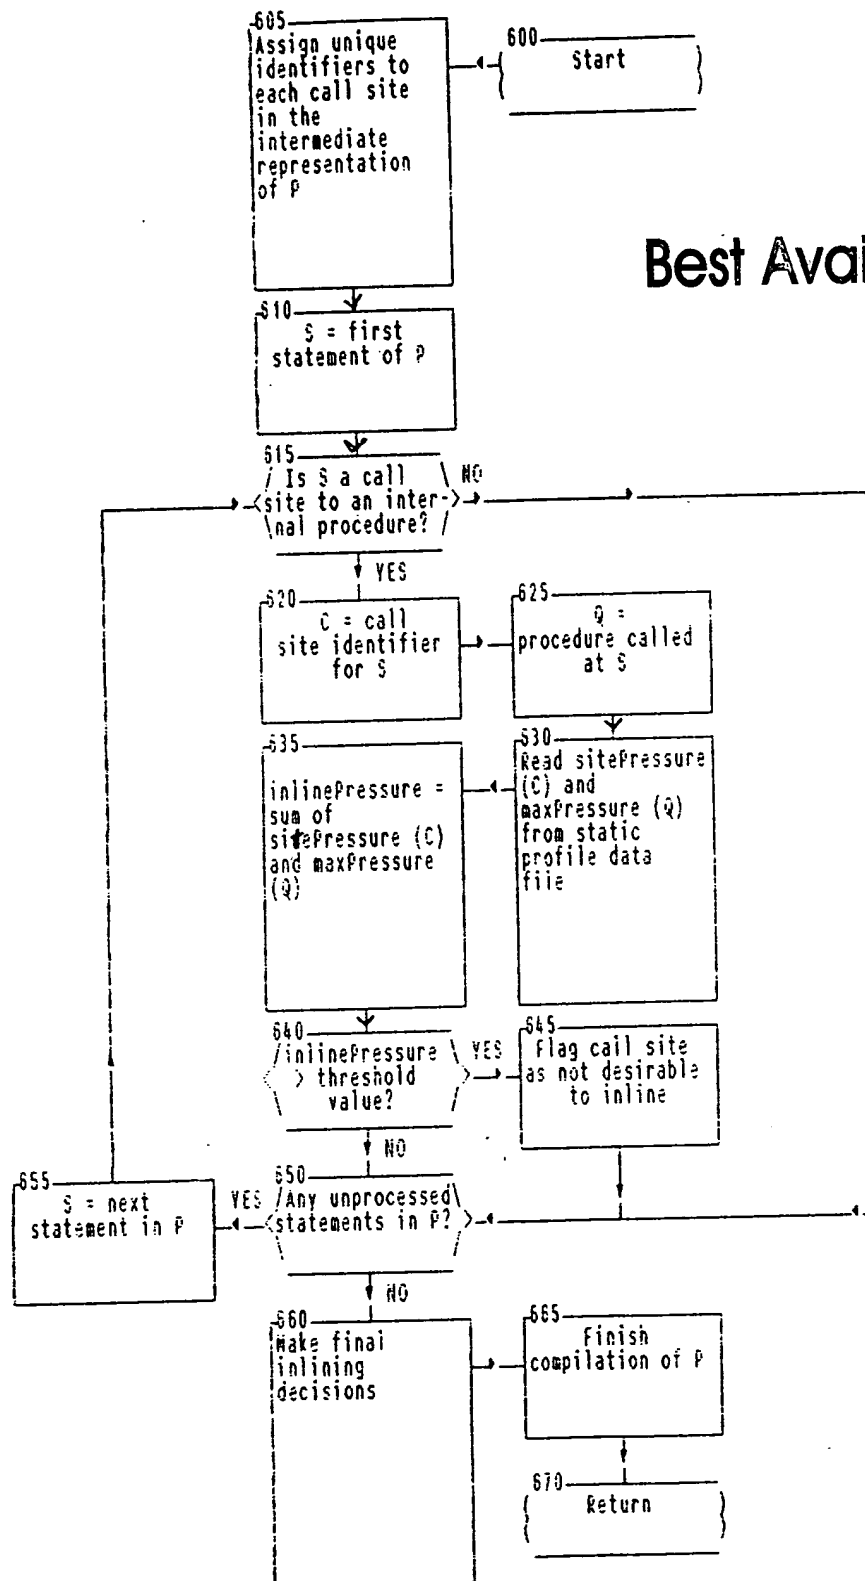 600
Start
605
Assign unique
identifiers to
each call site
in the
intermediate
representation
of P
Best Avai
610
S = first
statement of P
615
Is S a call
site to an inter-
nal procedure?
NO
YES
620
C = call
site identifier
for S
625
Q =
procedure called
at S
630
Read sitePressure
(C) and
maxPressure (Q)
from static
profile data
file
635
inlinePressure =
sum of
sitePressure (C)
and maxPressure
(Q)
640
inlinePressure
> threshold
value?
YES
NO
645
Flag call site
as not desirable
to inline
650
Any unprocessed
statements in P?
YES
NO
655
S = next
statement in P
660
Make final
inlining
decisions
665
Finish
compilation of P
670
Return